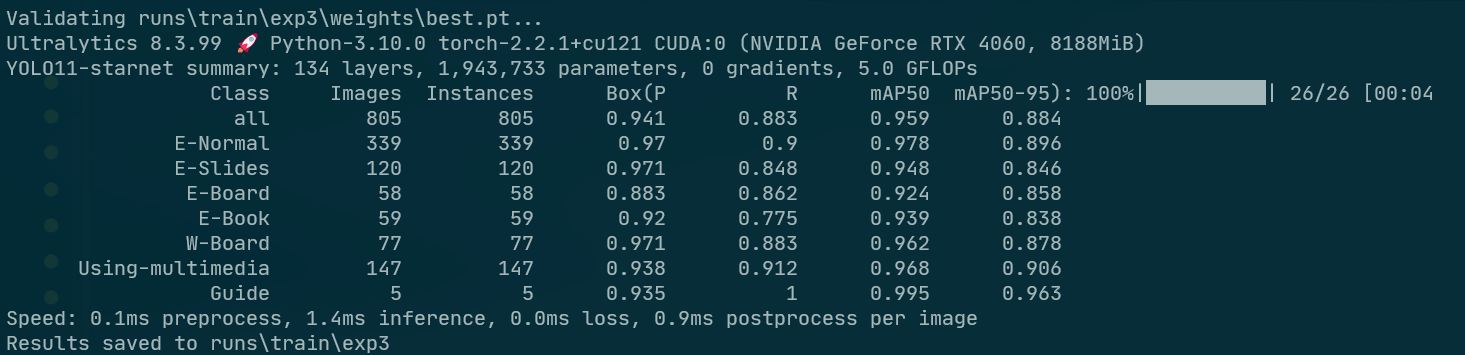 Validating runs\train\exp3\weights\best.pt...
Ultralytics 8.3.99 🚀 Python-3.10.0 torch-2.2.1+cu121 CUDA:0 (NVIDIA GeForce RTX 4060, 8188MiB)
YOLO11-starnet summary: 134 layers, 1,943,733 parameters, 0 gradients, 5.0 GFLOPs
Class Images Instances Box(P R mAP50 mAP50-95): 100%|██████████| 26/26 [00:04
all 805 805 0.941 0.883 0.959 0.884
E-Normal 339 339 0.97 0.9 0.978 0.896
E-Slides 120 120 0.971 0.848 0.948 0.846
E-Board 58 58 0.883 0.862 0.924 0.858
E-Book 59 59 0.92 0.775 0.939 0.838
W-Board 77 77 0.971 0.883 0.962 0.878
Using-multimedia 147 147 0.938 0.912 0.968 0.906
Guide 5 5 0.935 1 0.995 0.963
Speed: 0.1ms preprocess, 1.4ms inference, 0.0ms loss, 0.9ms postprocess per image
Results saved to runs\train\exp3